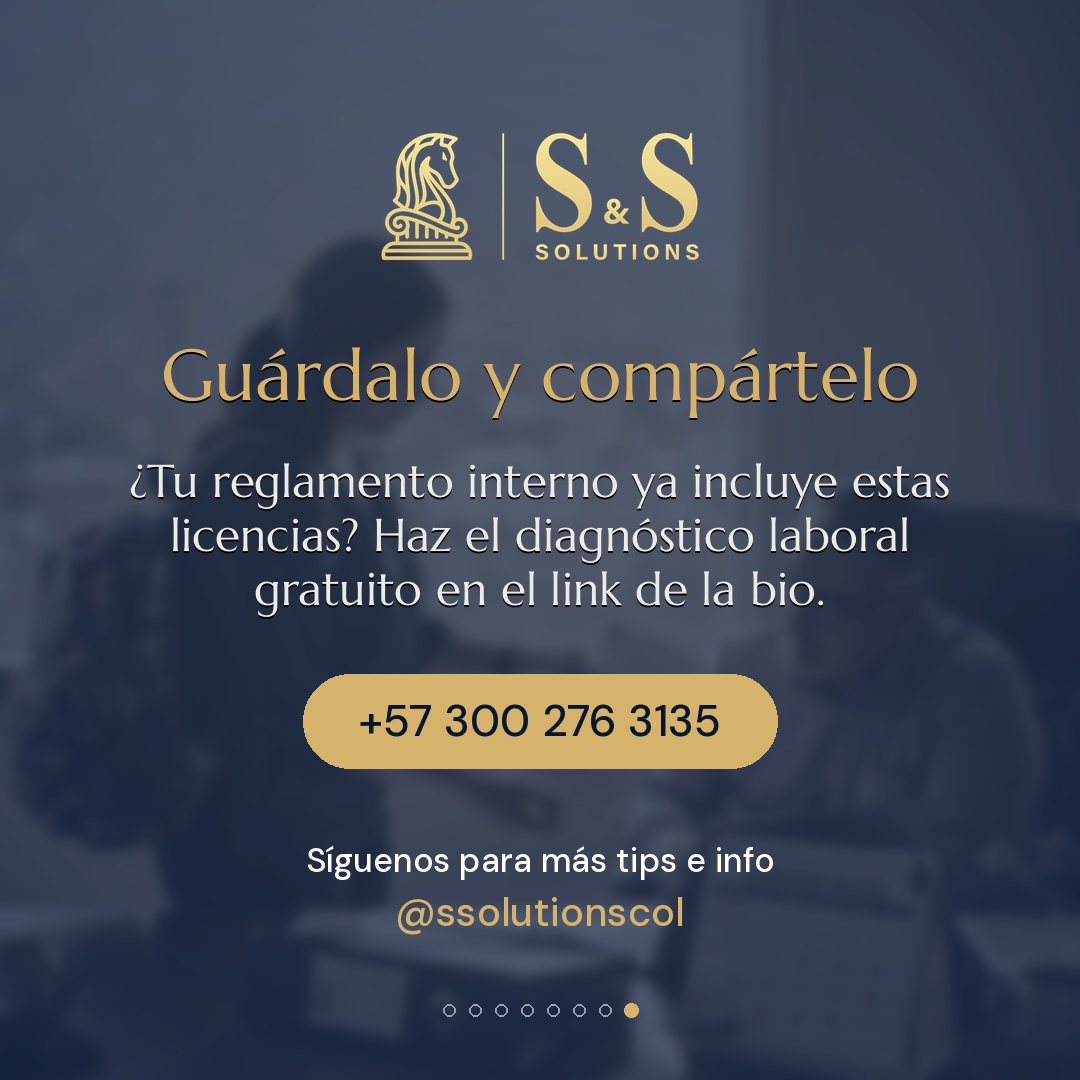 S&S
SOLUTIONS
Guárdalo y compártelo
¿Tu reglamento interno ya incluye estas
licencias? Haz el diagnóstico laboral
gratuito en el link de la bio.
+57 300 276 3135
Síguenos para más tips e info
@ssolutionscol